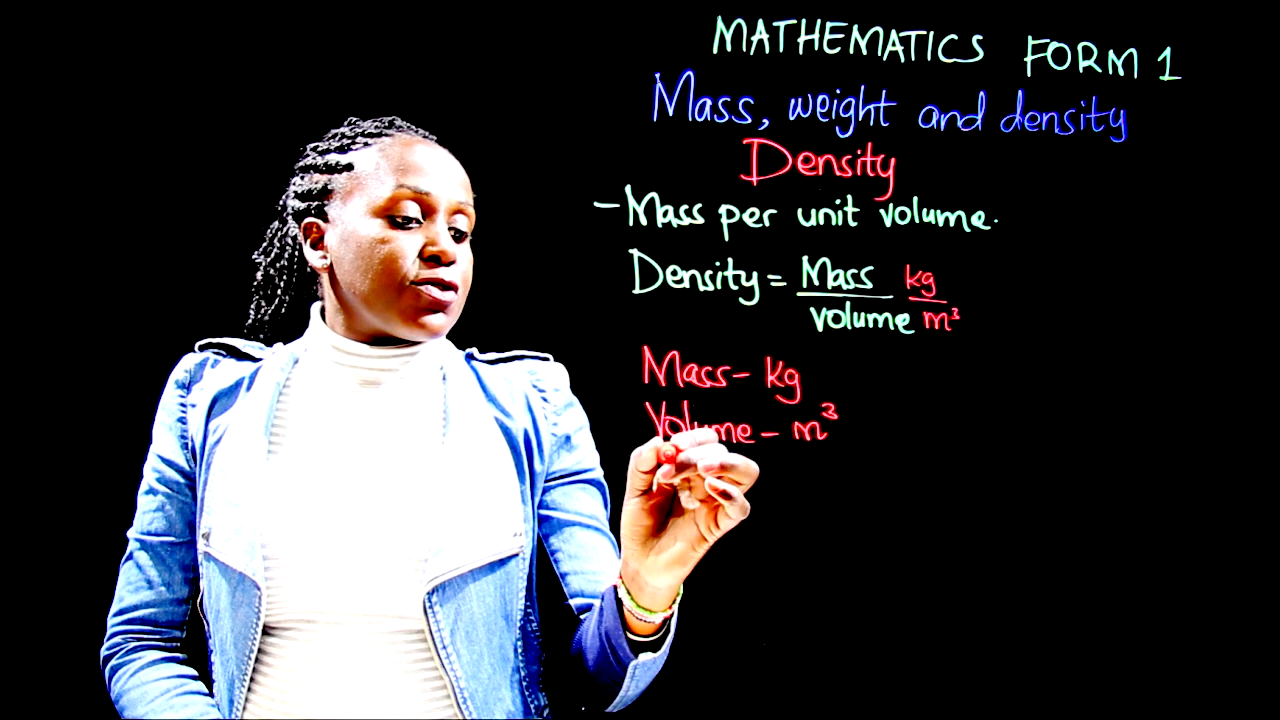 MATHEMATICS FORM 1
Mass, weight and density
Density
- Mass per unit volume.
Density = Mass kg
volume m³
Mass - kg
Volume - m³